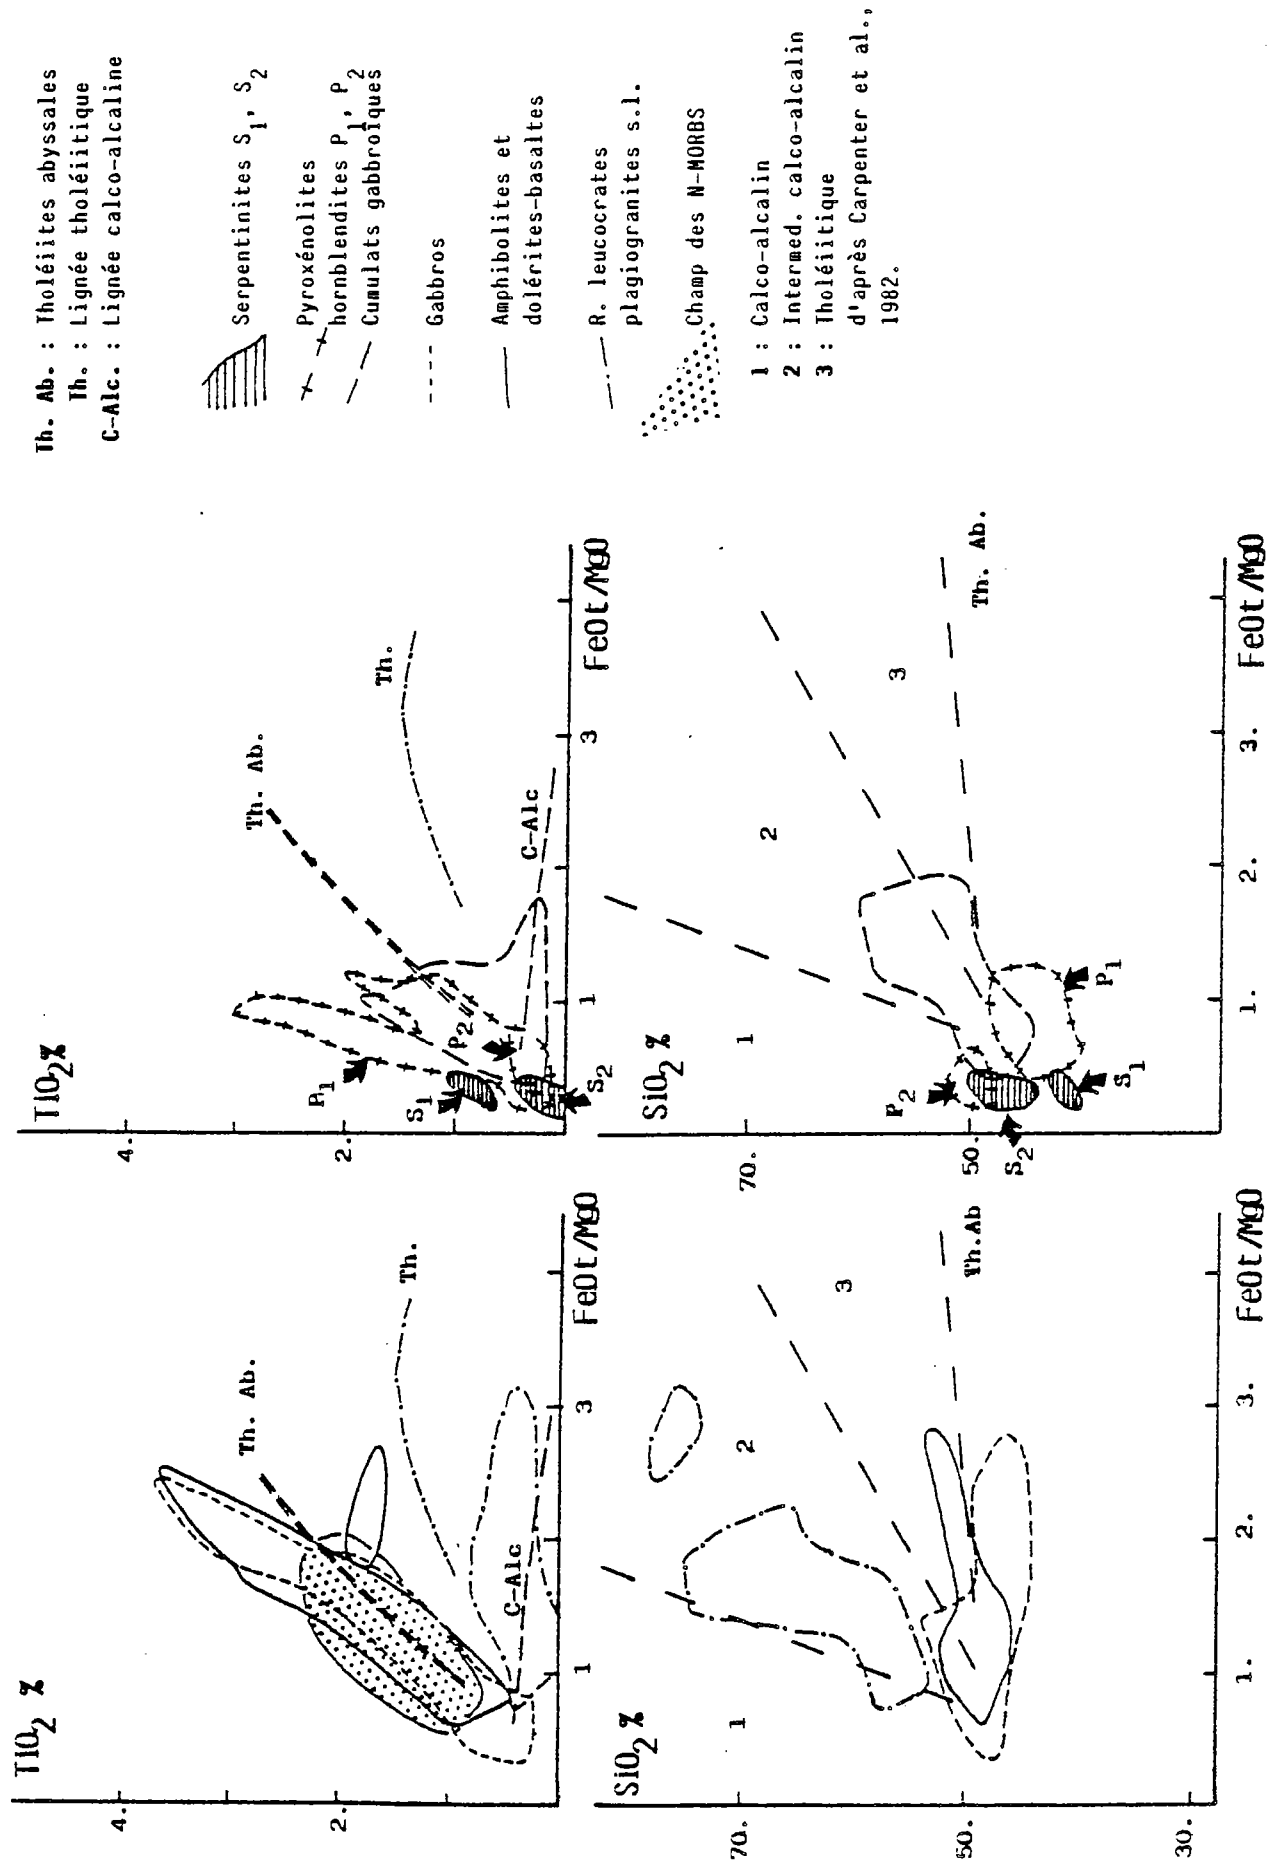 TiO2 %
4.
2.
Th. Ab.
Th.
C-Alc
1
3
FeOt/MgO
TiO2%
4.
2.
Th. Ab.
Th.
P1
S1
P2
S2
C-Alc
1
3
FeOt/MgO
SiO2 %
70.
50.
30.
1
2
3
Th.Ab
1.
2.
3.
FeOt/MgO
SiO2 %
70.
50.
1
2
3
P2
S2
P1
S1
Th. Ab.
1.
2.
3.
FeOt/MgO
Th. Ab. : Tholéiites abyssales
Th. : Lignée tholéiitique
C-Alc. : Lignée calco-alcaline
Serpentinites S1, S2
Pyroxénolites
hornblendites P1, P2
Cumulats gabbroïques
Gabbros
Amphibolites et
dolérites-basaltes
R. leucocrates
plagiogranites s.l.
Champ des N-MORBS
1 : Calco-alcalin
2 : Intermed. calco-alcalin
3 : Tholéiitique
d'après Carpenter et al.,
1982.